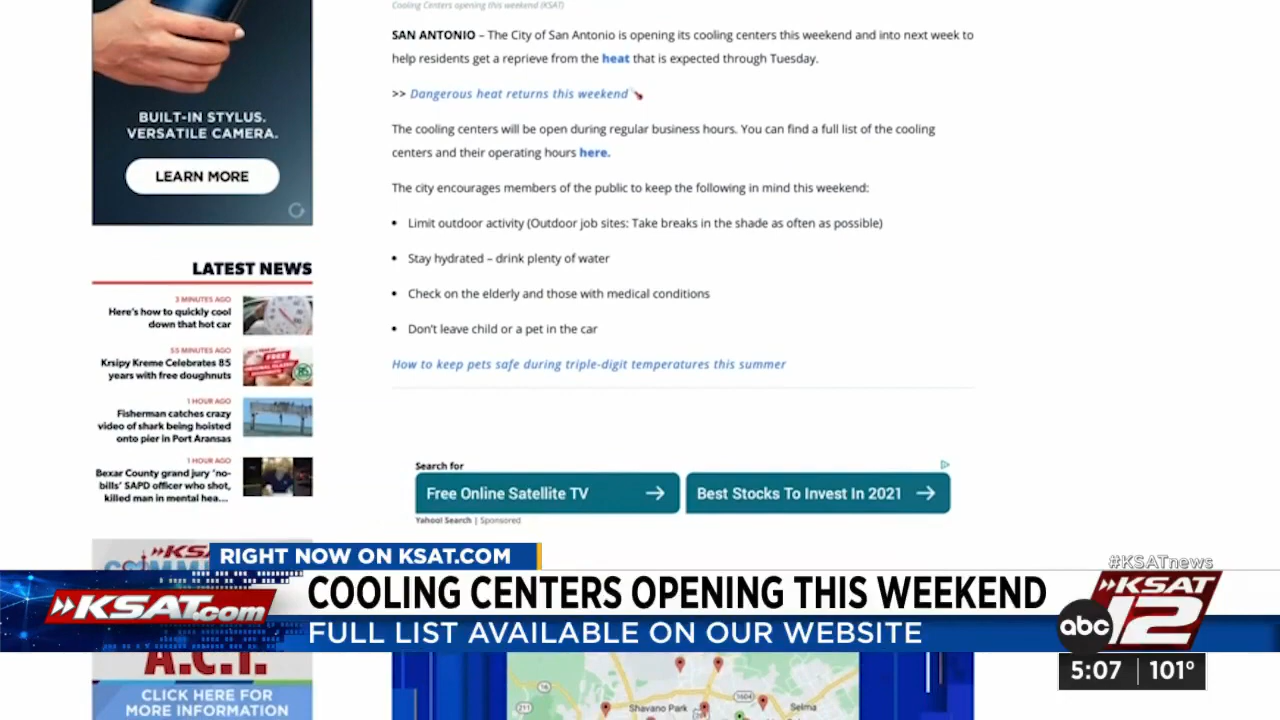 Cooling Centers opening this weekend (KSAT)
SAN ANTONIO – The City of San Antonio is opening its cooling centers this weekend and into next week to
help residents get a reprieve from the heat that is expected through Tuesday.
>> Dangerous heat returns this weekend
The cooling centers will be open during regular business hours. You can find a full list of the cooling
centers and their operating hours here.
The city encourages members of the public to keep the following in mind this weekend:
• Limit outdoor activity (Outdoor job sites: Take breaks in the shade as often as possible)
• Stay hydrated – drink plenty of water
• Check on the elderly and those with medical conditions
• Don't leave child or a pet in the car
How to keep pets safe during triple-digit temperatures this summer
BUILT-IN STYLUS.
VERSATILE CAMERA.
LEARN MORE
LATEST NEWS
3 MINUTES AGO
Here's how to quickly cool
down that hot car
55 MINUTES AGO
Krsipy Kreme Celebrates 85
years with free doughnuts
FREE
85
1 HOUR AGO
Fisherman catches crazy
video of shark being hoisted
onto pier in Port Aransas
1 HOUR AGO
Bexar County grand jury 'no-
bills' SAPD officer who shot,
killed man in mental hea...
Search for
Free Online Satellite TV
Best Stocks To Invest In 2021
Yahoo! Search | Sponsored
RIGHT NOW ON KSAT.COM
#KSATnews
COOLING CENTERS OPENING THIS WEEKEND
FULL LIST AVAILABLE ON OUR WEBSITE
KSAT.com
KSAT
12
abc
5:07 101°
A.C.T.
CLICK HERE FOR
MORE INFORMATION
16
211
Shavano Park
1604
Selma